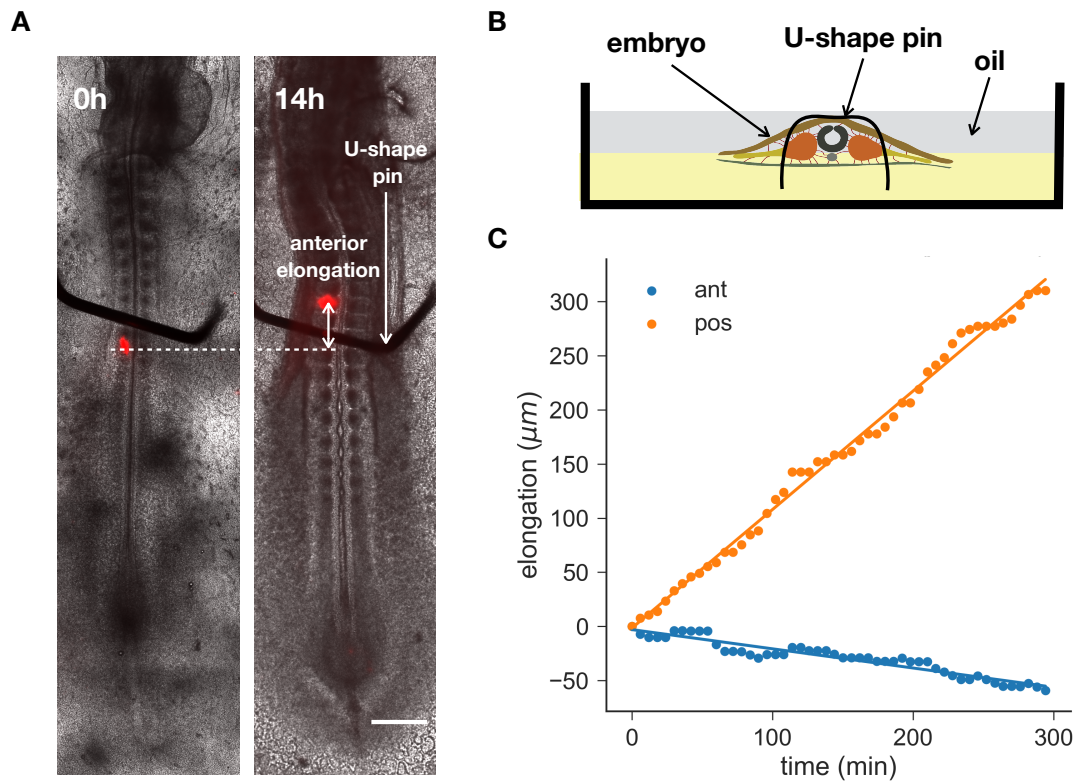 A
0h
14h
U-shape
pin
anterior
elongation
B
embryo
U-shape pin
oil
C
ant
pos
elongation (μm)
300
250
200
150
100
50
0
−50
0
100
200
300
time (min)